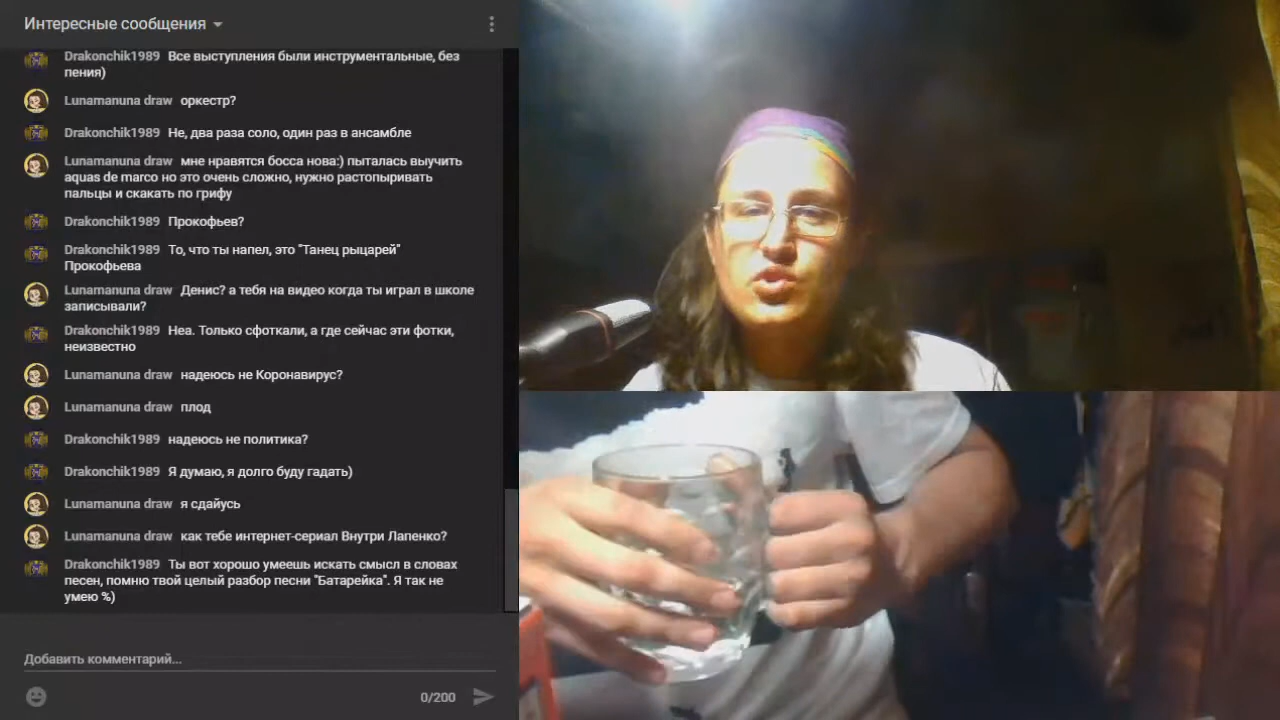 Интересные сообщения
Drakonchik1989 Все выступления были инструментальные, без
пения)
Lunamanuna draw оркестр?
Drakonchik1989 Не, два раза соло, один раз в ансамбле
Lunamanuna draw мне нравятся босса нова:) пыталась выучить
aquas de marco но это очень сложно, нужно растопыривать
пальцы и скакать по грифу
Drakonchik1989 Прокофьев?
Drakonchik1989 То, что ты напел, это "Танец рыцарей"
Прокофьева
Lunamanuna draw Денис? а тебя на видео когда ты играл в школе
записывали?
Drakonchik1989 Неа. Только сфоткали, а где сейчас эти фотки,
неизвестно
Lunamanuna draw надеюсь не Коронавирус?
Lunamanuna draw плод
Drakonchik1989 надеюсь не политика?
Drakonchik1989 Я думаю, я долго буду гадать)
Lunamanuna draw я сдайусь
Lunamanuna draw как тебе интернет-сериал Внутри Лапенко?
Drakonchik1989 Ты вот хорошо умеешь искать смысл в словах
песен, помню твой целый разбор песни "Батарейка". Я так не
умею %)
Добавить комментарий...
0/200